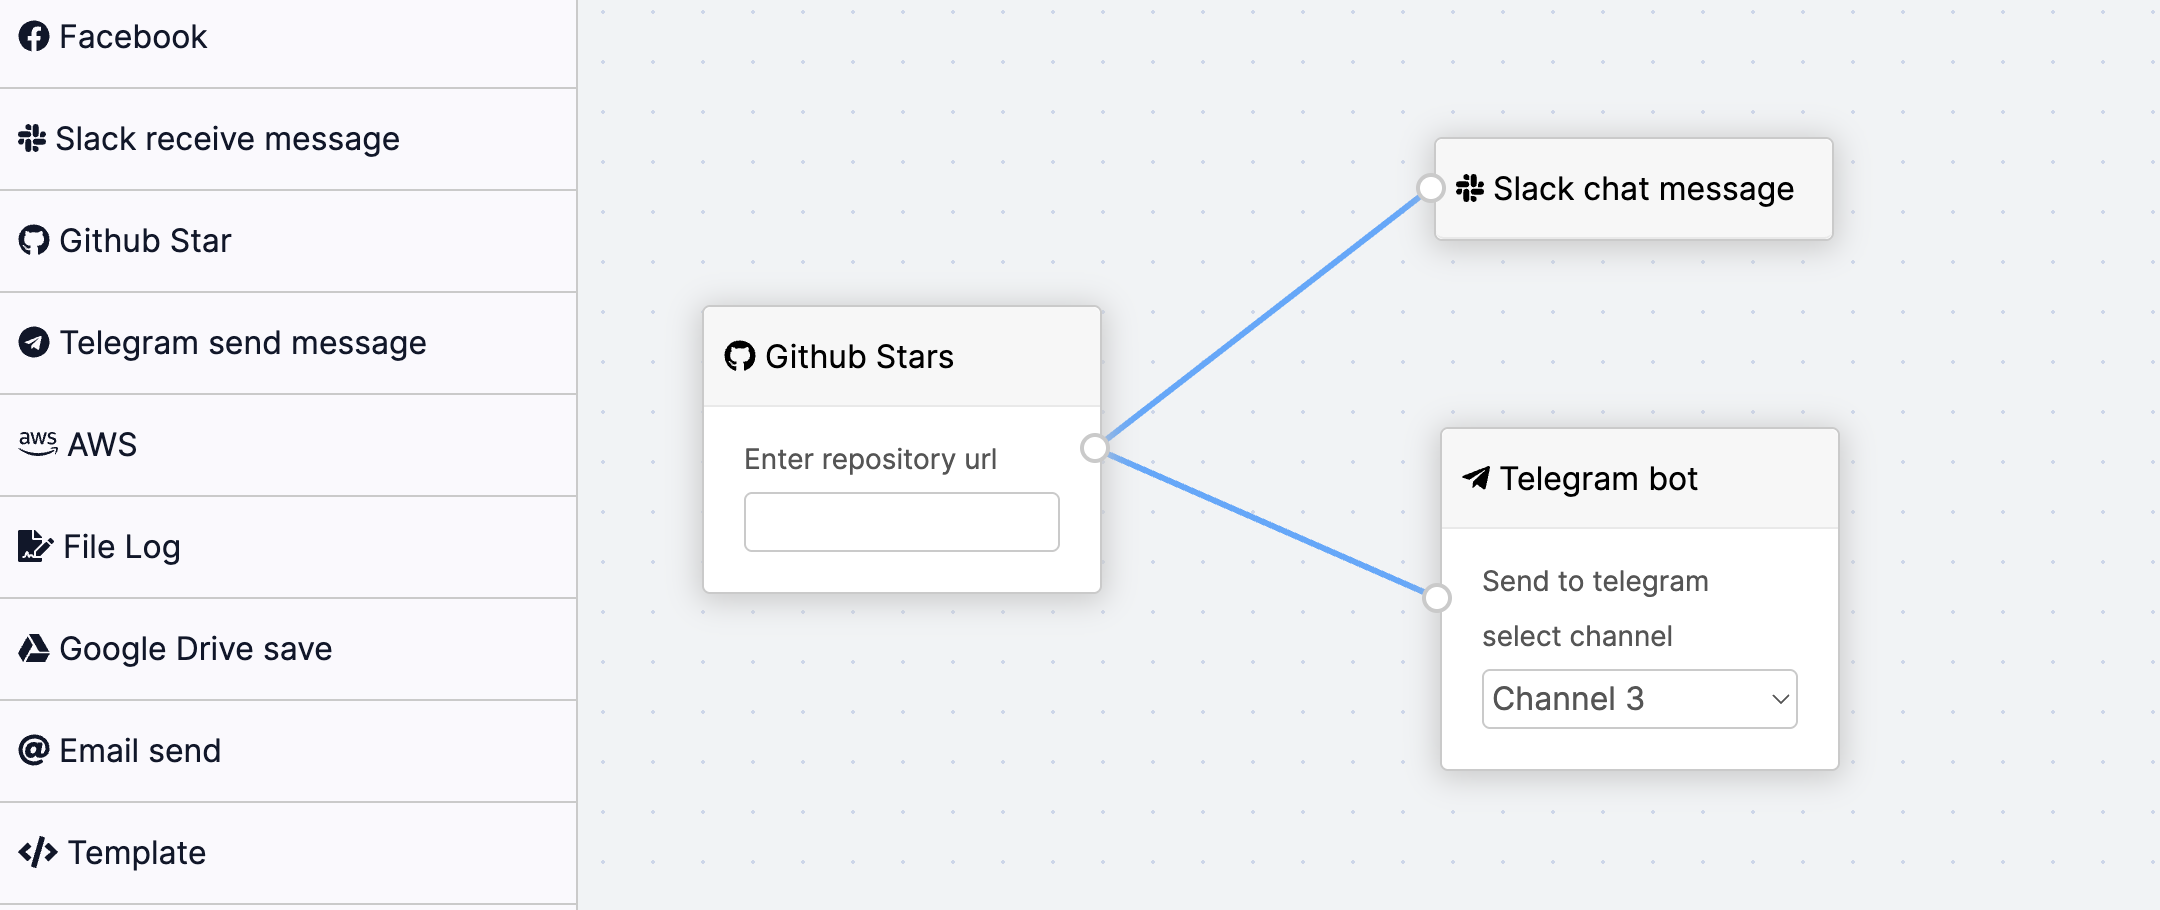 Facebook
Slack receive message
Github Star
Telegram send message
aws AWS
File Log
Google Drive save
Email send
Template
Slack chat message
Github Stars
Enter repository url
Telegram bot
Send to telegram
select channel
Channel 3